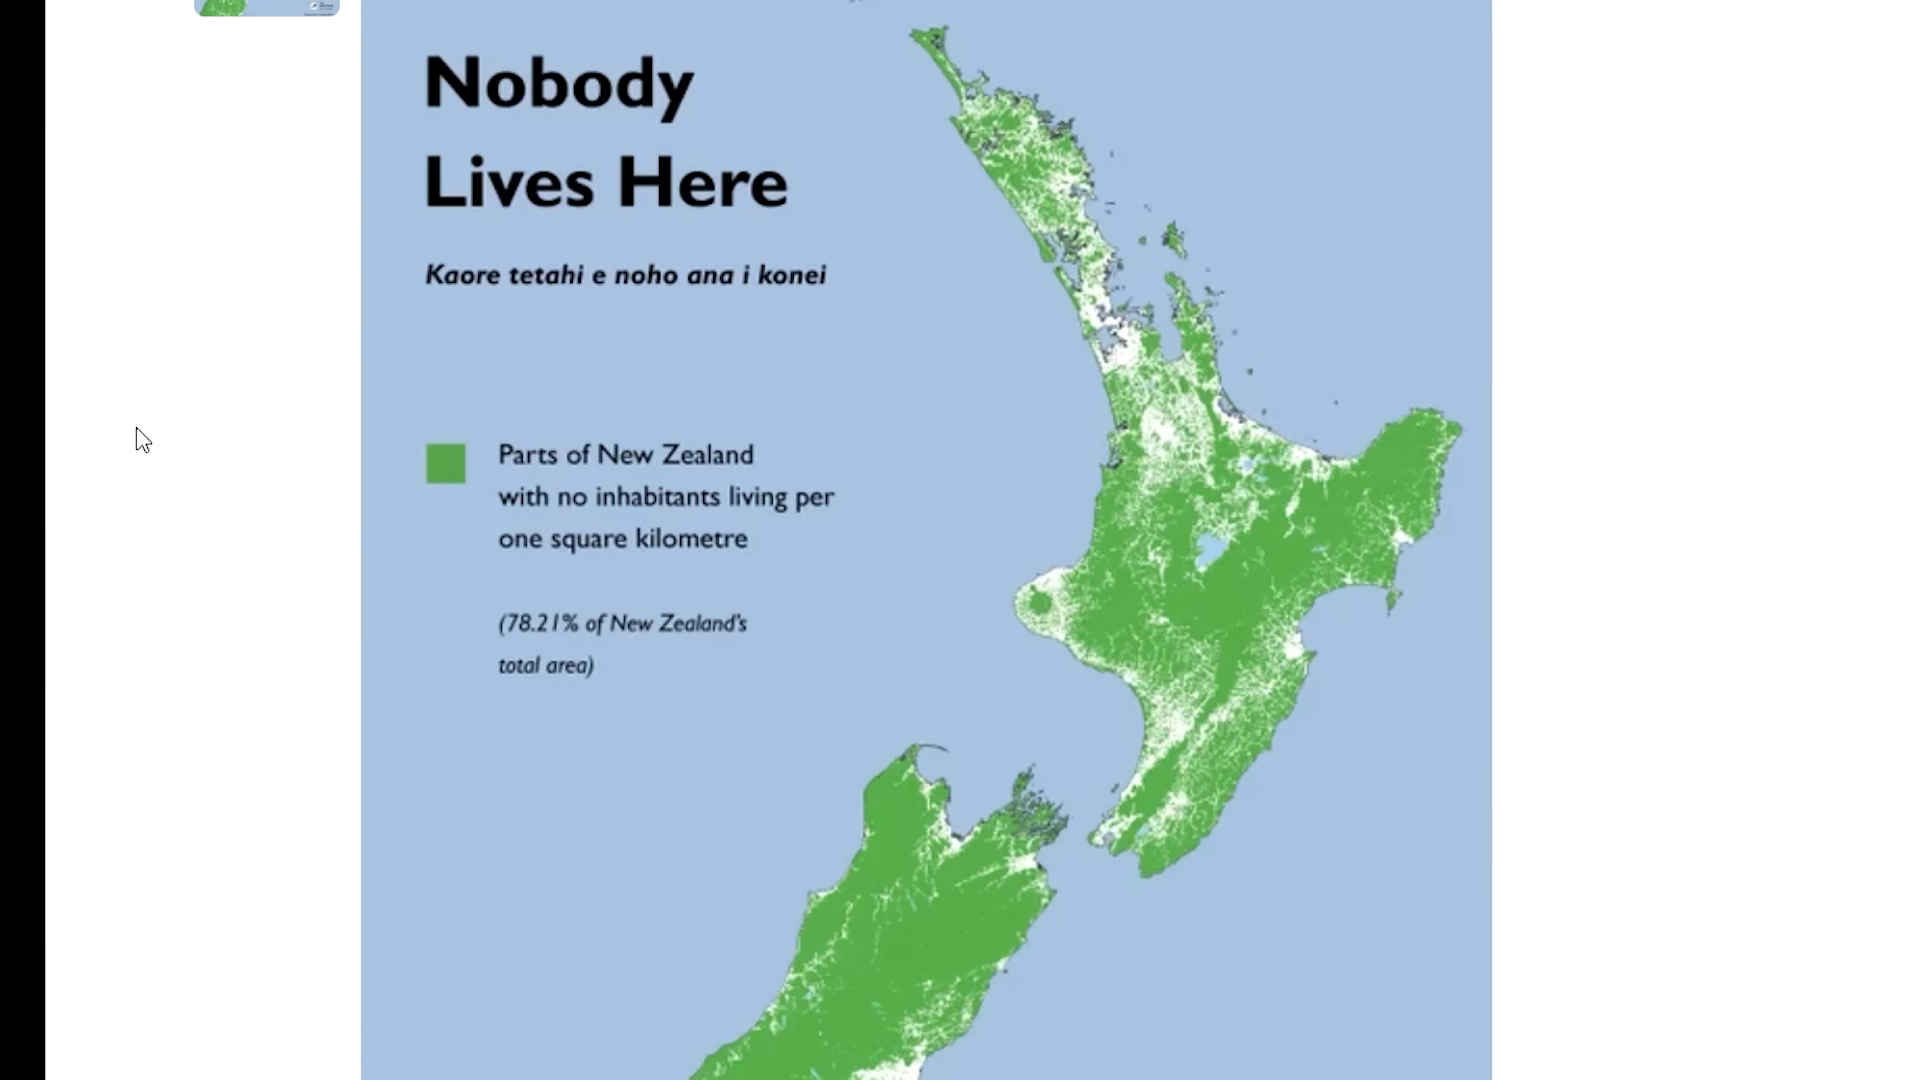 Nobody
Lives Here
Kaore tetahi e noho ana i konei
Parts of New Zealand
with no inhabitants living per
one square kilometre
(78.21% of New Zealand's
total area)